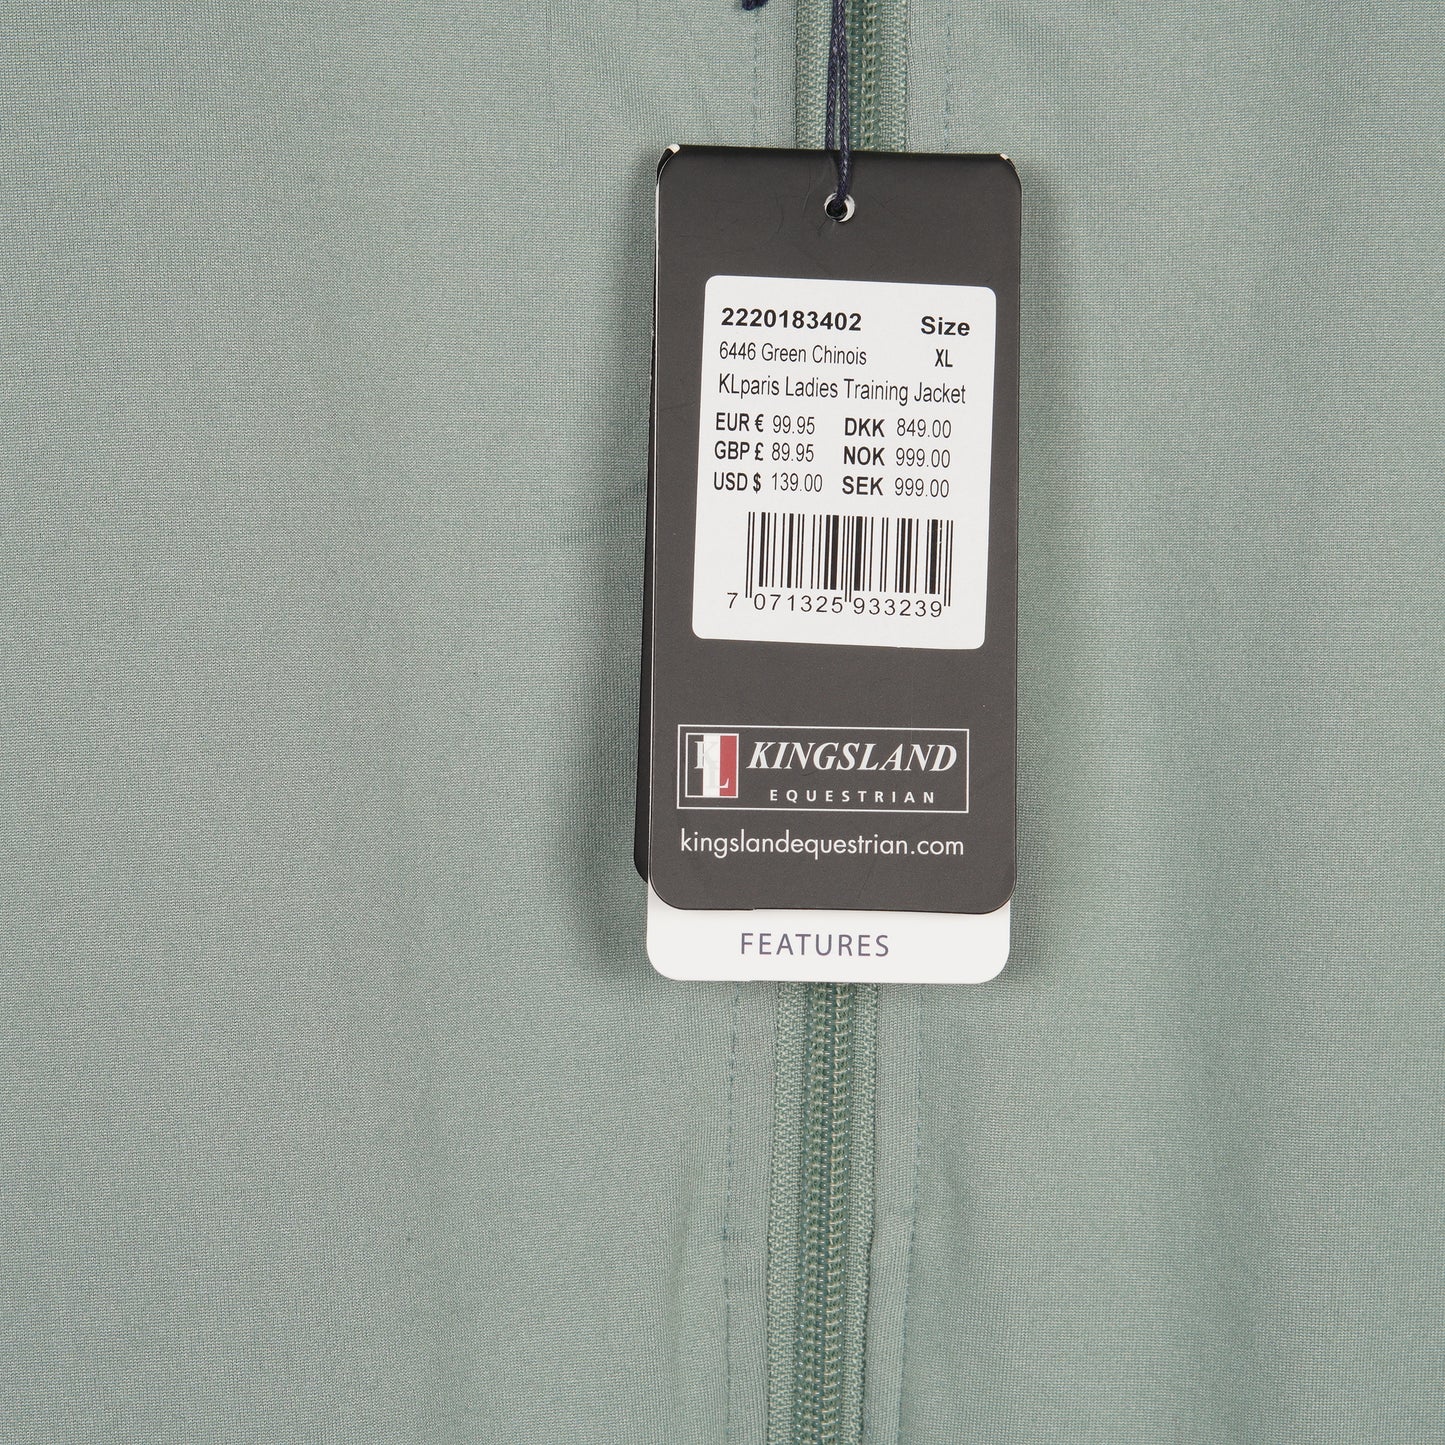 2220183402 Size
6446 Green Chinois XL
KLparis Ladies Training Jacket
EUR € 99.95 DKK 849.00
GBP £ 89.95 NOK 999.00
USD $ 139.00 SEK 999.00
7 071325 933239
KL KINGSLAND
EQUESTRIAN
kingslandequestrian.com
FEATURES